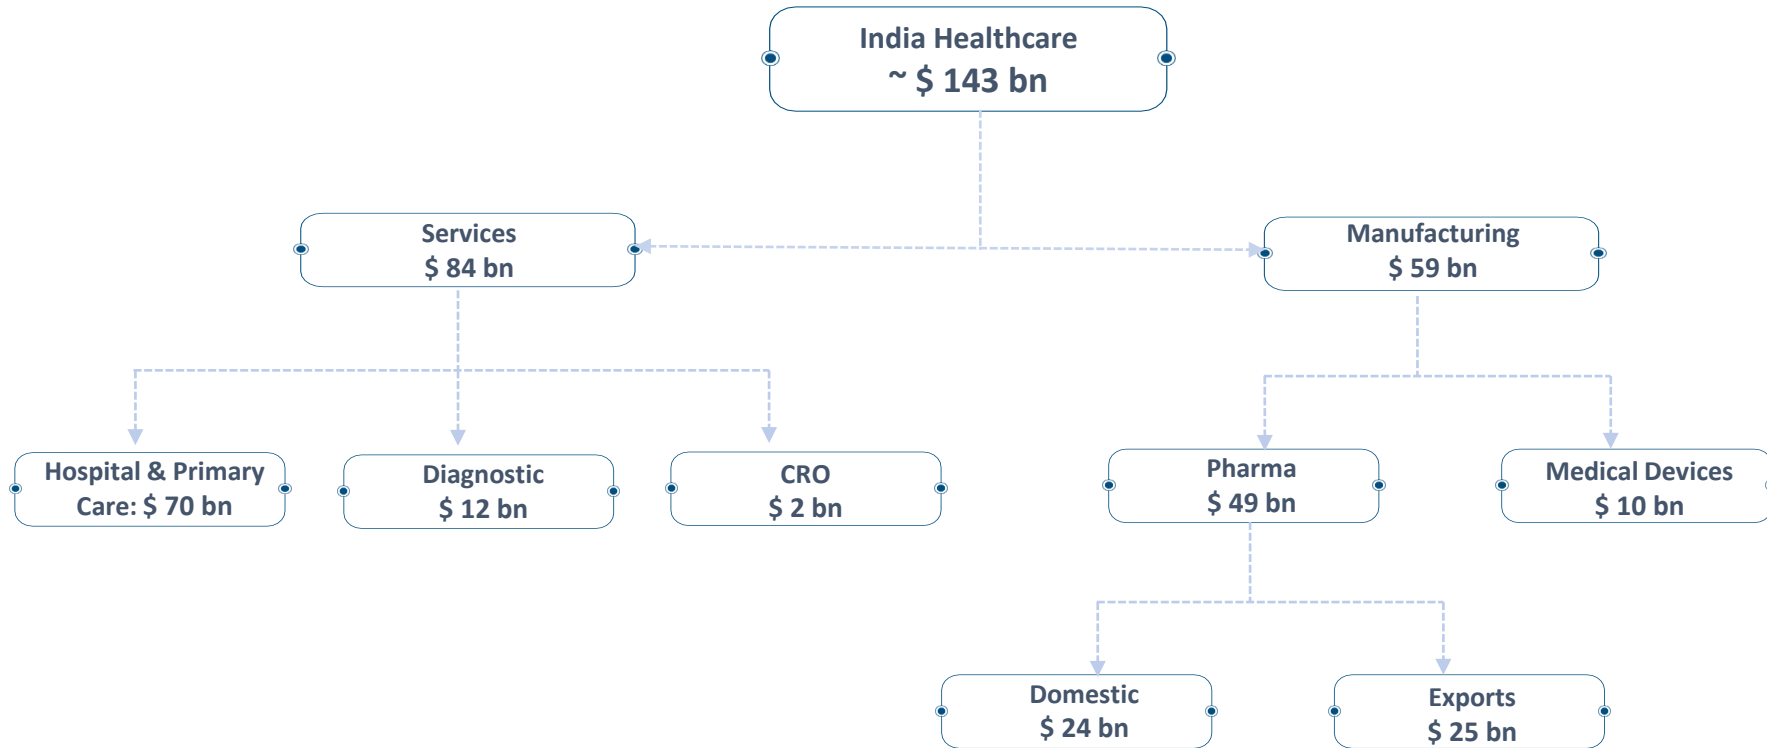 India Healthcare
~ $ 143 bn
Services
$ 84 bn
Manufacturing
$ 59 bn
Hospital & Primary
Care: $ 70 bn
Diagnostic
$ 12 bn
CRO
$ 2 bn
Pharma
$ 49 bn
Medical Devices
$ 10 bn
Domestic
$ 24 bn
Exports
$ 25 bn